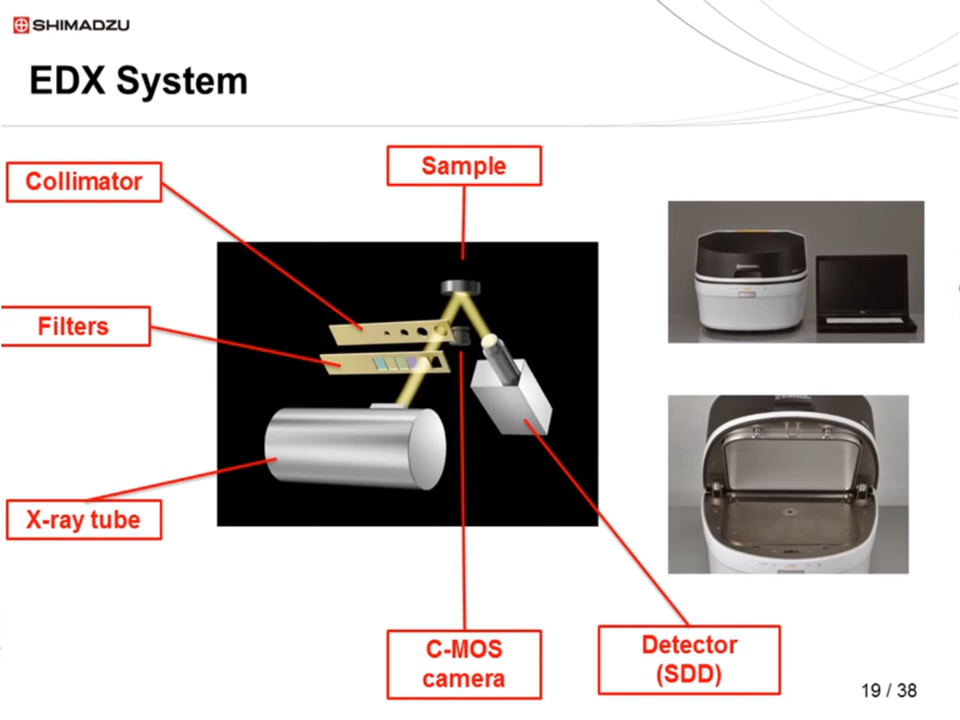 SHIMADZU
EDX System
Collimator
Sample
Filters
X-ray tube
C-MOS
camera
Detector
(SDD)
19 / 38